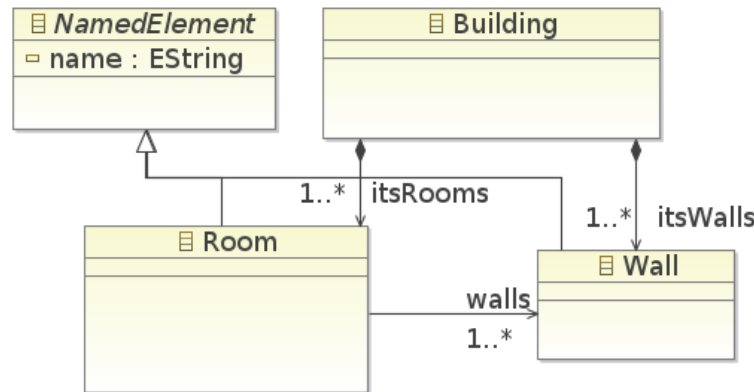 NamedElement
name : EString
Building
1..* itsRooms
1..* itsWalls
Room
Wall
walls
1..*